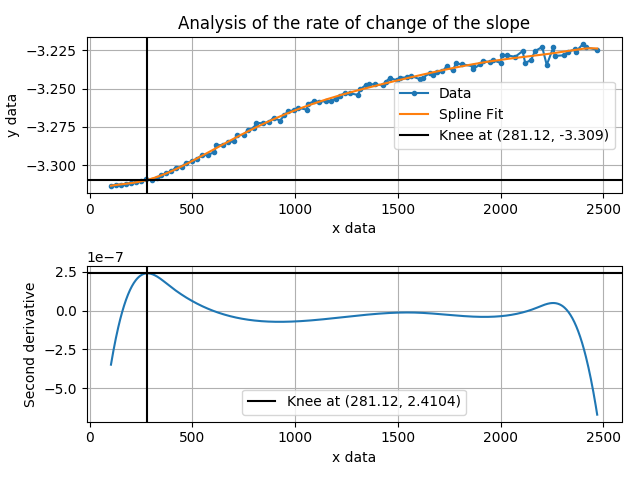 Analysis of the rate of change of the slope
−3.225
−3.250
−3.275
−3.300
y data
Data
Spline Fit
Knee at (281.12, -3.309)
0
500
1000
1500
2000
2500
x data
1e−7
2.5
0.0
−2.5
−5.0
Second derivative
Knee at (281.12, 2.4104)
0
500
1000
1500
2000
2500
x data